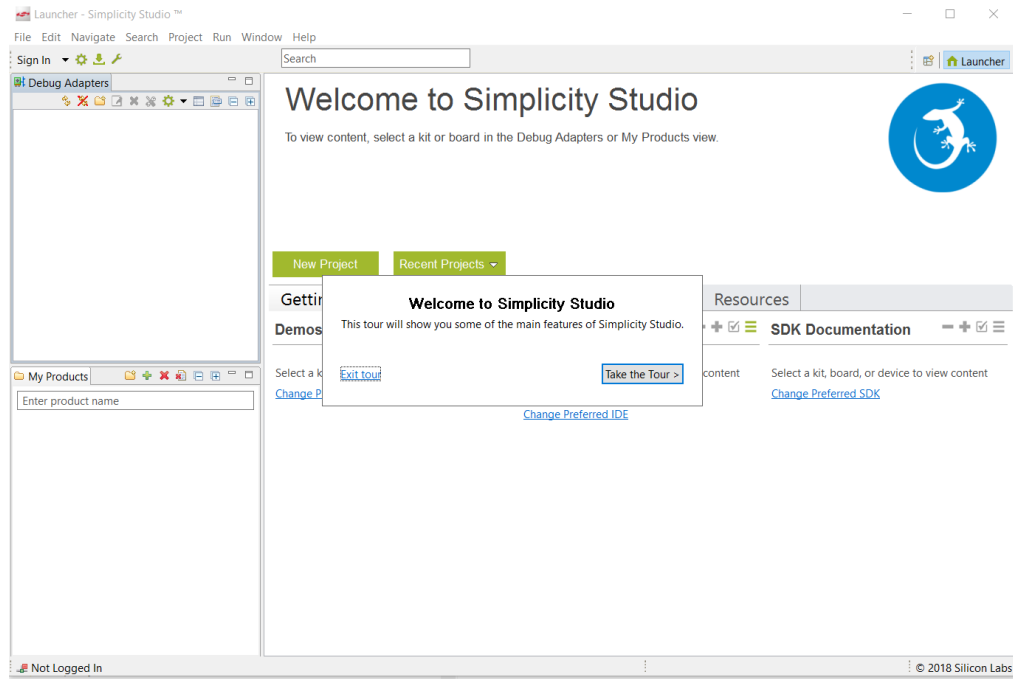 Launcher - Simplicity Studio ™
File Edit Navigate Search Project Run Window Help
Sign In
Search
Launcher
Debug Adapters
Welcome to Simplicity Studio
To view content, select a kit or board in the Debug Adapters or My Products view.
New Project
Recent Projects
Resources
Welcome to Simplicity Studio
This tour will show you some of the main features of Simplicity Studio.
Exit tour
Take the Tour >
Demos
SDK Documentation
Select a
content
Select a kit, board, or device to view content
Change
Change Preferred SDK
Change Preferred IDE
My Products
Enter product name
Not Logged In
© 2018 Silicon Labs